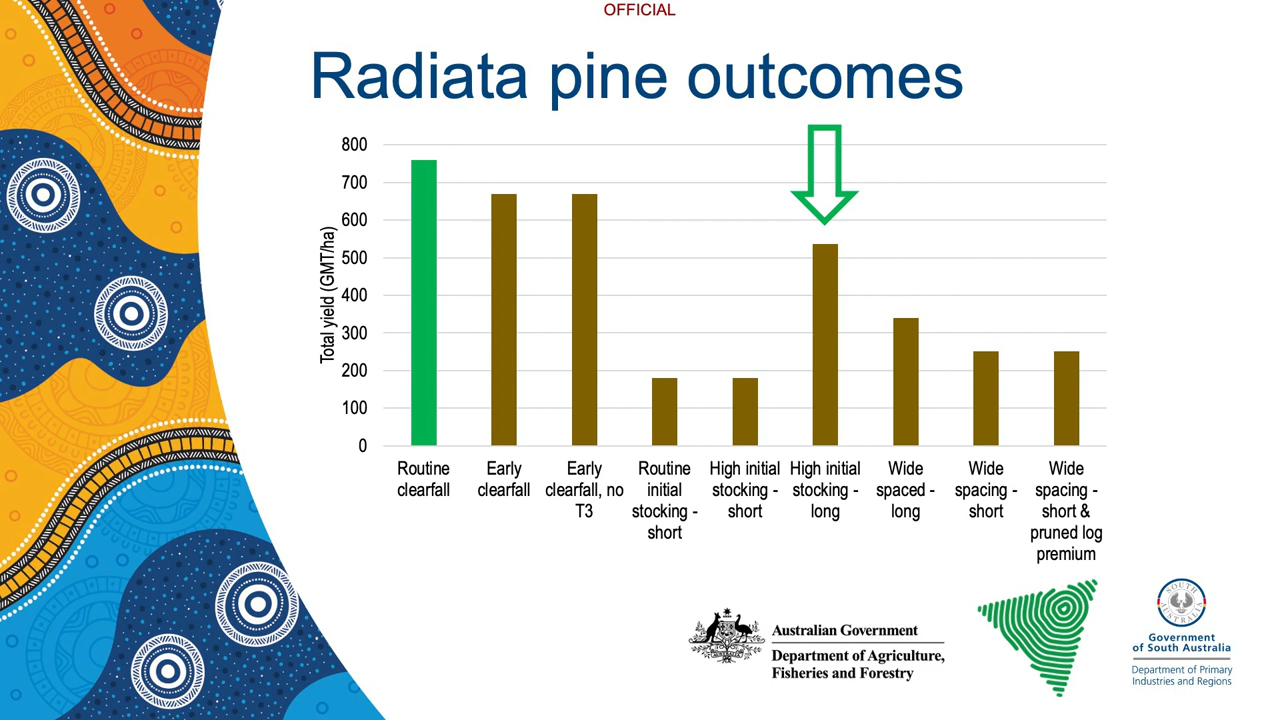 OFFICIAL
Radiata pine outcomes
Total yield (GMT/ha)
800
700
600
500
400
300
200
100
0
Routine
clearfall
Early
clearfall
Early
clearfall, no
T3
Routine
initial
stocking -
short
High initial
stocking -
short
High initial
stocking -
long
Wide
spaced -
long
Wide
spacing -
short
Wide
spacing -
short &
pruned log
premium
Australian Government
Department of Agriculture,
Fisheries and Forestry
SOUTH
AUSTRALIA
Government
of South Australia
Department of Primary
Industries and Regions